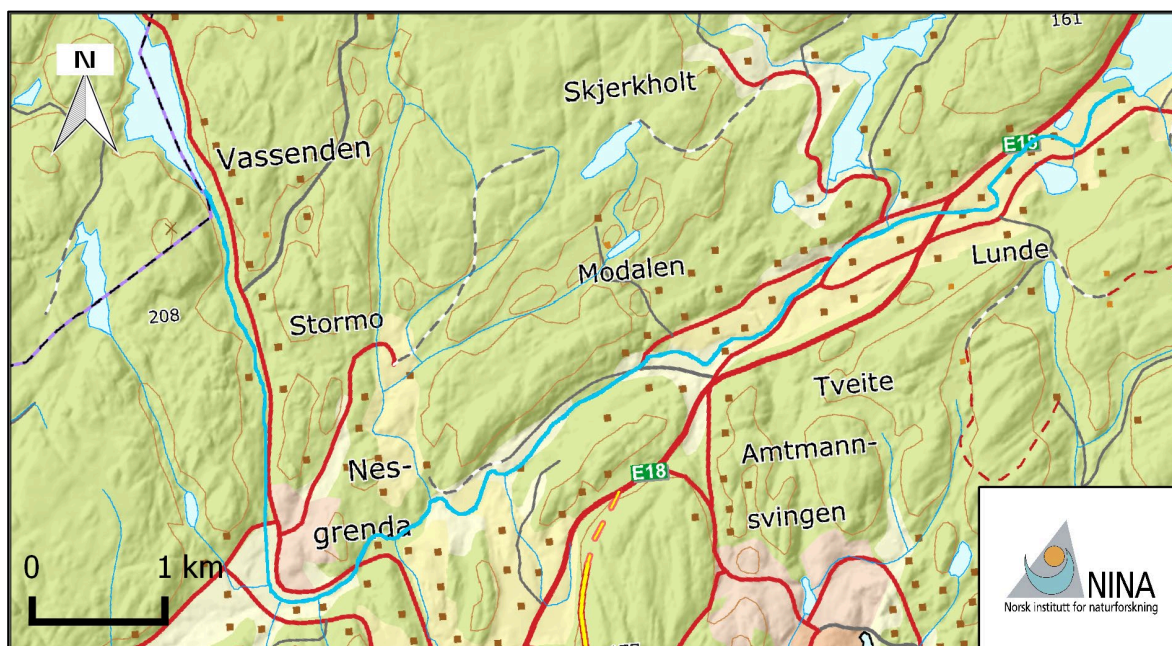 N
161
Skjerkholt
E18
Vassenden
Lunde
Modalen
208
Stormo
Tveite
Amtmann-
svingen
Nes-
grenda
E18
0 1 km
NINA
Norsk institutt for naturforskning